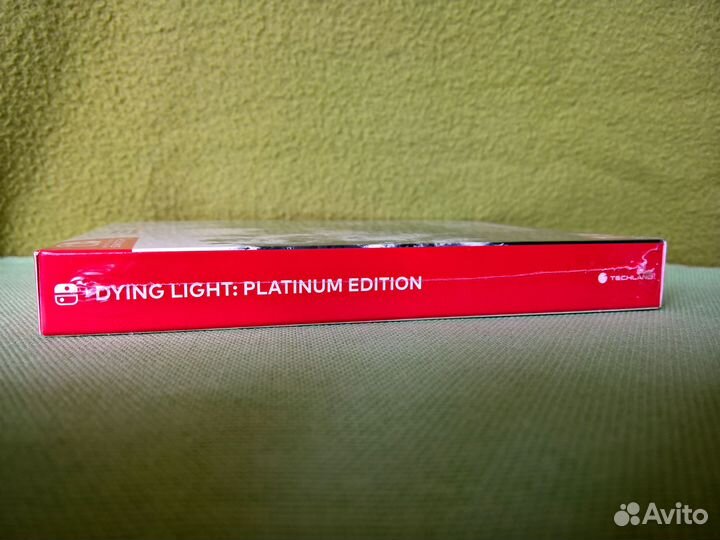 DYING LIGHT: PLATINUM EDITION
TECHLAND
Avito